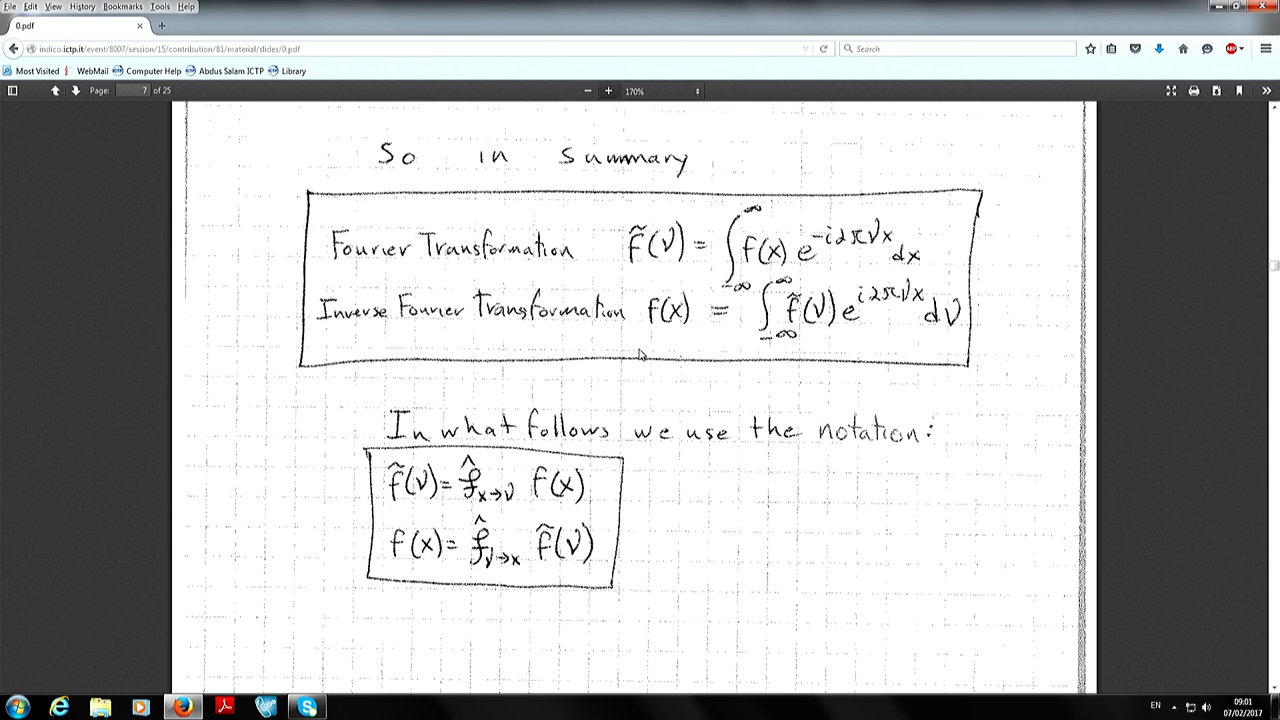 File Edit View History Bookmarks Tools Help
0.pdf × +
indico.ictp.it/event/8007/session/15/contribution/81/material/slides/0.pdf Search
Most Visited WebMail Computer Help Abdus Salam ICTP Library
Page: 7 of 25 − + 170%
So in summary
Fourier Transformation f̃(ν) = ∫_{-∞}^{∞} f(x) e^{-i2πνx} dx
Inverse Fourier Transformation f(x) = ∫_{-∞}^{∞} f̃(ν) e^{i2πνx} dν
In what follows we use the notation:
f̃(ν) = \hat{f}_{x→ν} f(x)
f(x) = \hat{f}_{ν→x} f̃(ν)
EN 09:01
07/02/2017